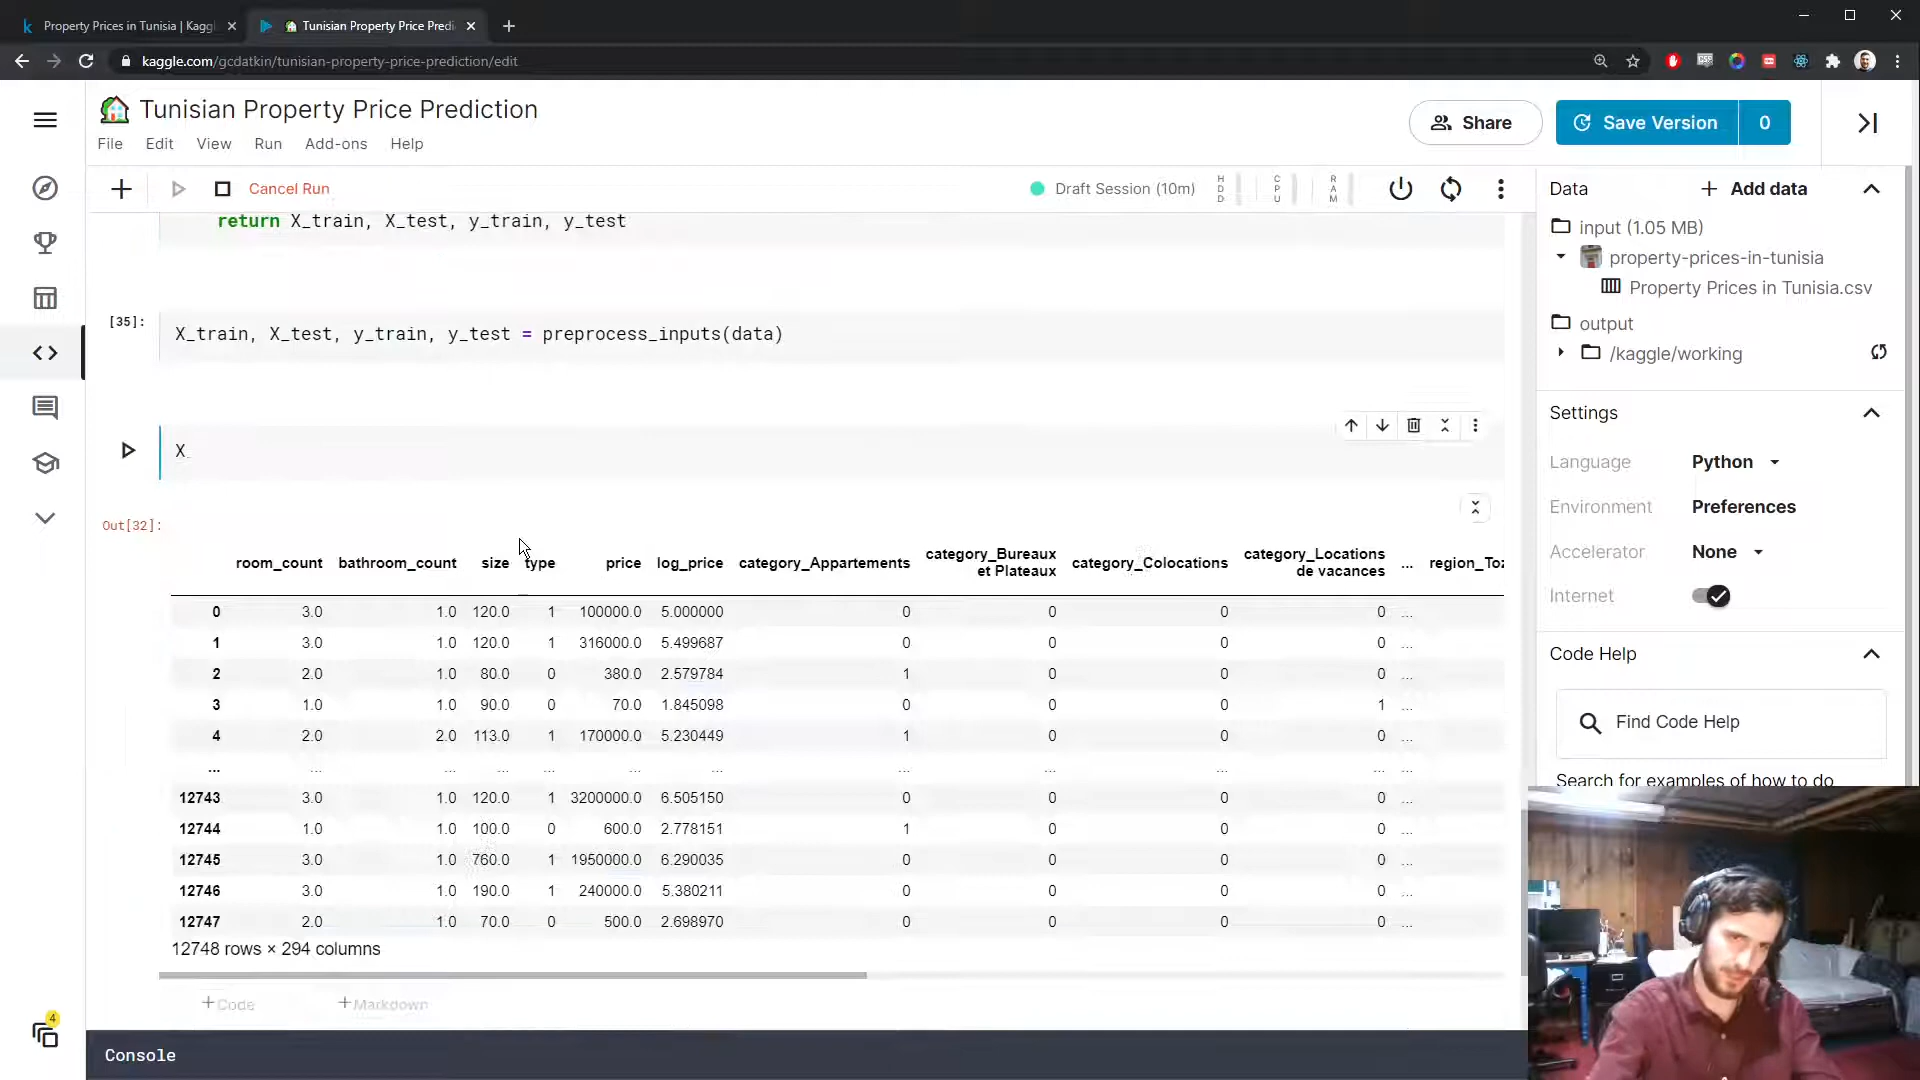 Property Prices in Tunisia | Kaggl
Tunisian Property Price Predi
kaggle.com/gcdatkin/tunisian-property-price-prediction/edit
Tunisian Property Price Prediction
File Edit View Run Add-ons Help
Share
Save Version 0
Cancel Run
Draft Session (10m)
HDD
CPU
RAM
return X_train, X_test, y_train, y_test
[35]:
X_train, X_test, y_train, y_test = preprocess_inputs(data)
X_
Out[32]:
room_count bathroom_count size type price log_price category_Appartements category_Bureaux et Plateaux category_Colocations category_Locations de vacances ... region_Toz
0 3.0 1.0 120.0 1 100000.0 5.000000 0 0 0 0 ...
1 3.0 1.0 120.0 1 316000.0 5.499687 0 0 0 0 ...
2 2.0 1.0 80.0 0 380.0 2.579784 1 0 0 0 ...
3 1.0 1.0 90.0 0 70.0 1.845098 0 0 0 1 ...
4 2.0 2.0 113.0 1 170000.0 5.230449 1 0 0 0 ...
... ... ... ... ... ... ... ... ... ... ... ...
12743 3.0 1.0 120.0 1 3200000.0 6.505150 0 0 0 0 ...
12744 1.0 1.0 100.0 0 600.0 2.778151 1 0 0 0 ...
12745 3.0 1.0 760.0 1 1950000.0 6.290035 0 0 0 0 ...
12746 3.0 1.0 190.0 1 240000.0 5.380211 0 0 0 0 ...
12747 2.0 1.0 70.0 0 500.0 2.698970 0 0 0 0 ...
12748 rows × 294 columns
+ Code + Markdown
Console
4
Data + Add data
input (1.05 MB)
property-prices-in-tunisia
Property Prices in Tunisia.csv
output
/kaggle/working
Settings
Language Python
Environment Preferences
Accelerator None
Internet
Code Help
Find Code Help
Search for examples of how to do